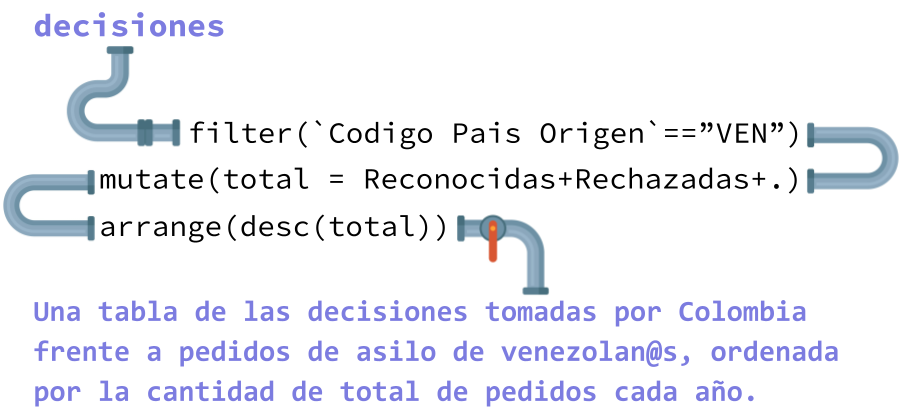 decisiones
filter(`Codigo Pais Origen`==”VEN”)
mutate(total = Reconocidas+Rechazadas+.)
arrange(desc(total))
Una tabla de las decisiones tomadas por Colombia
frente a pedidos de asilo de venezolan@s, ordenada
por la cantidad de total de pedidos cada año.